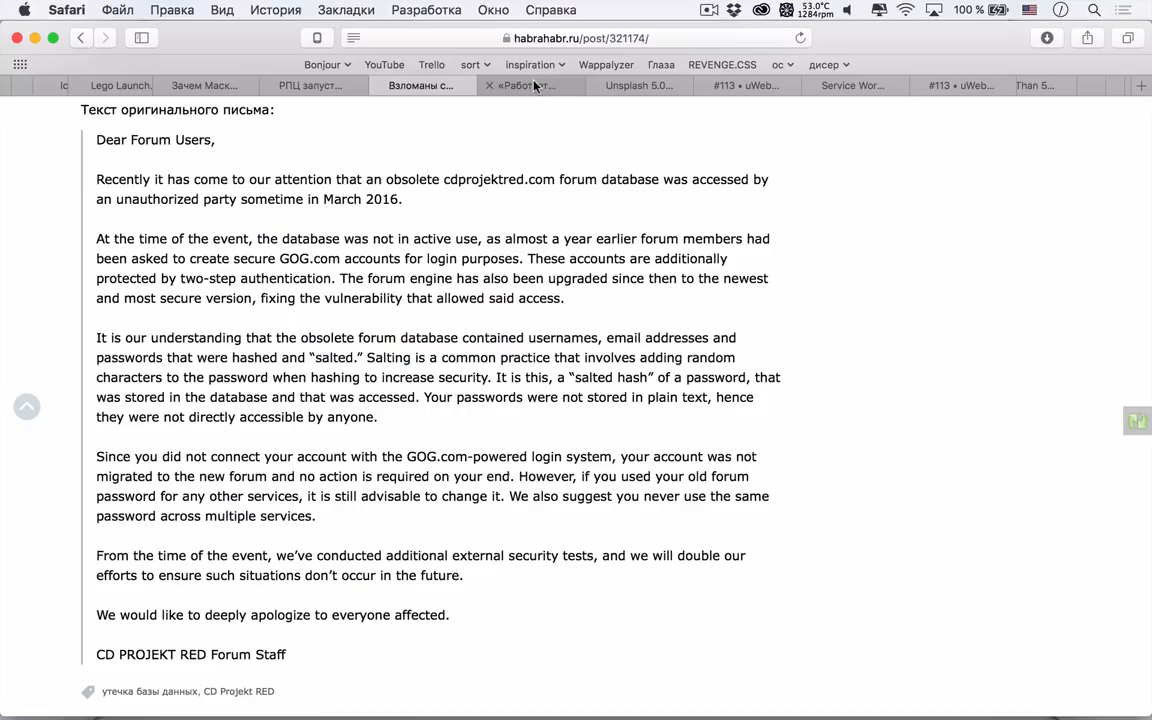 Safari Файл Правка Вид История Закладки Разработка Окно Справка 53.0°C 1284rpm 100 %
habrahabr.ru/post/321174/
Bonjour YouTube Trello sort inspiration Wappalyzer Глаза REVENGE.CSS ос дисер
Lego Launch. Зачем Маск... РПЦ запуст... Взломаны с... Unsplash 5.0... #113 • uWeb... Service Wor... #113 • uWeb... Than 5...
Текст оригинального письма:
Dear Forum Users,
Recently it has come to our attention that an obsolete cdprojektred.com forum database was accessed by
an unauthorized party sometime in March 2016.
At the time of the event, the database was not in active use, as almost a year earlier forum members had
been asked to create secure GOG.com accounts for login purposes. These accounts are additionally
protected by two-step authentication. The forum engine has also been upgraded since then to the newest
and most secure version, fixing the vulnerability that allowed said access.
It is our understanding that the obsolete forum database contained usernames, email addresses and
passwords that were hashed and “salted.” Salting is a common practice that involves adding random
characters to the password when hashing to increase security. It is this, a “salted hash” of a password, that
was stored in the database and that was accessed. Your passwords were not stored in plain text, hence
they were not directly accessible by anyone.
Since you did not connect your account with the GOG.com-powered login system, your account was not
migrated to the new forum and no action is required on your end. However, if you used your old forum
password for any other services, it is still advisable to change it. We also suggest you never use the same
password across multiple services.
From the time of the event, we’ve conducted additional external security tests, and we will double our
efforts to ensure such situations don’t occur in the future.
We would like to deeply apologize to everyone affected.
CD PROJEKT RED Forum Staff
утечка базы данных, CD Projekt RED